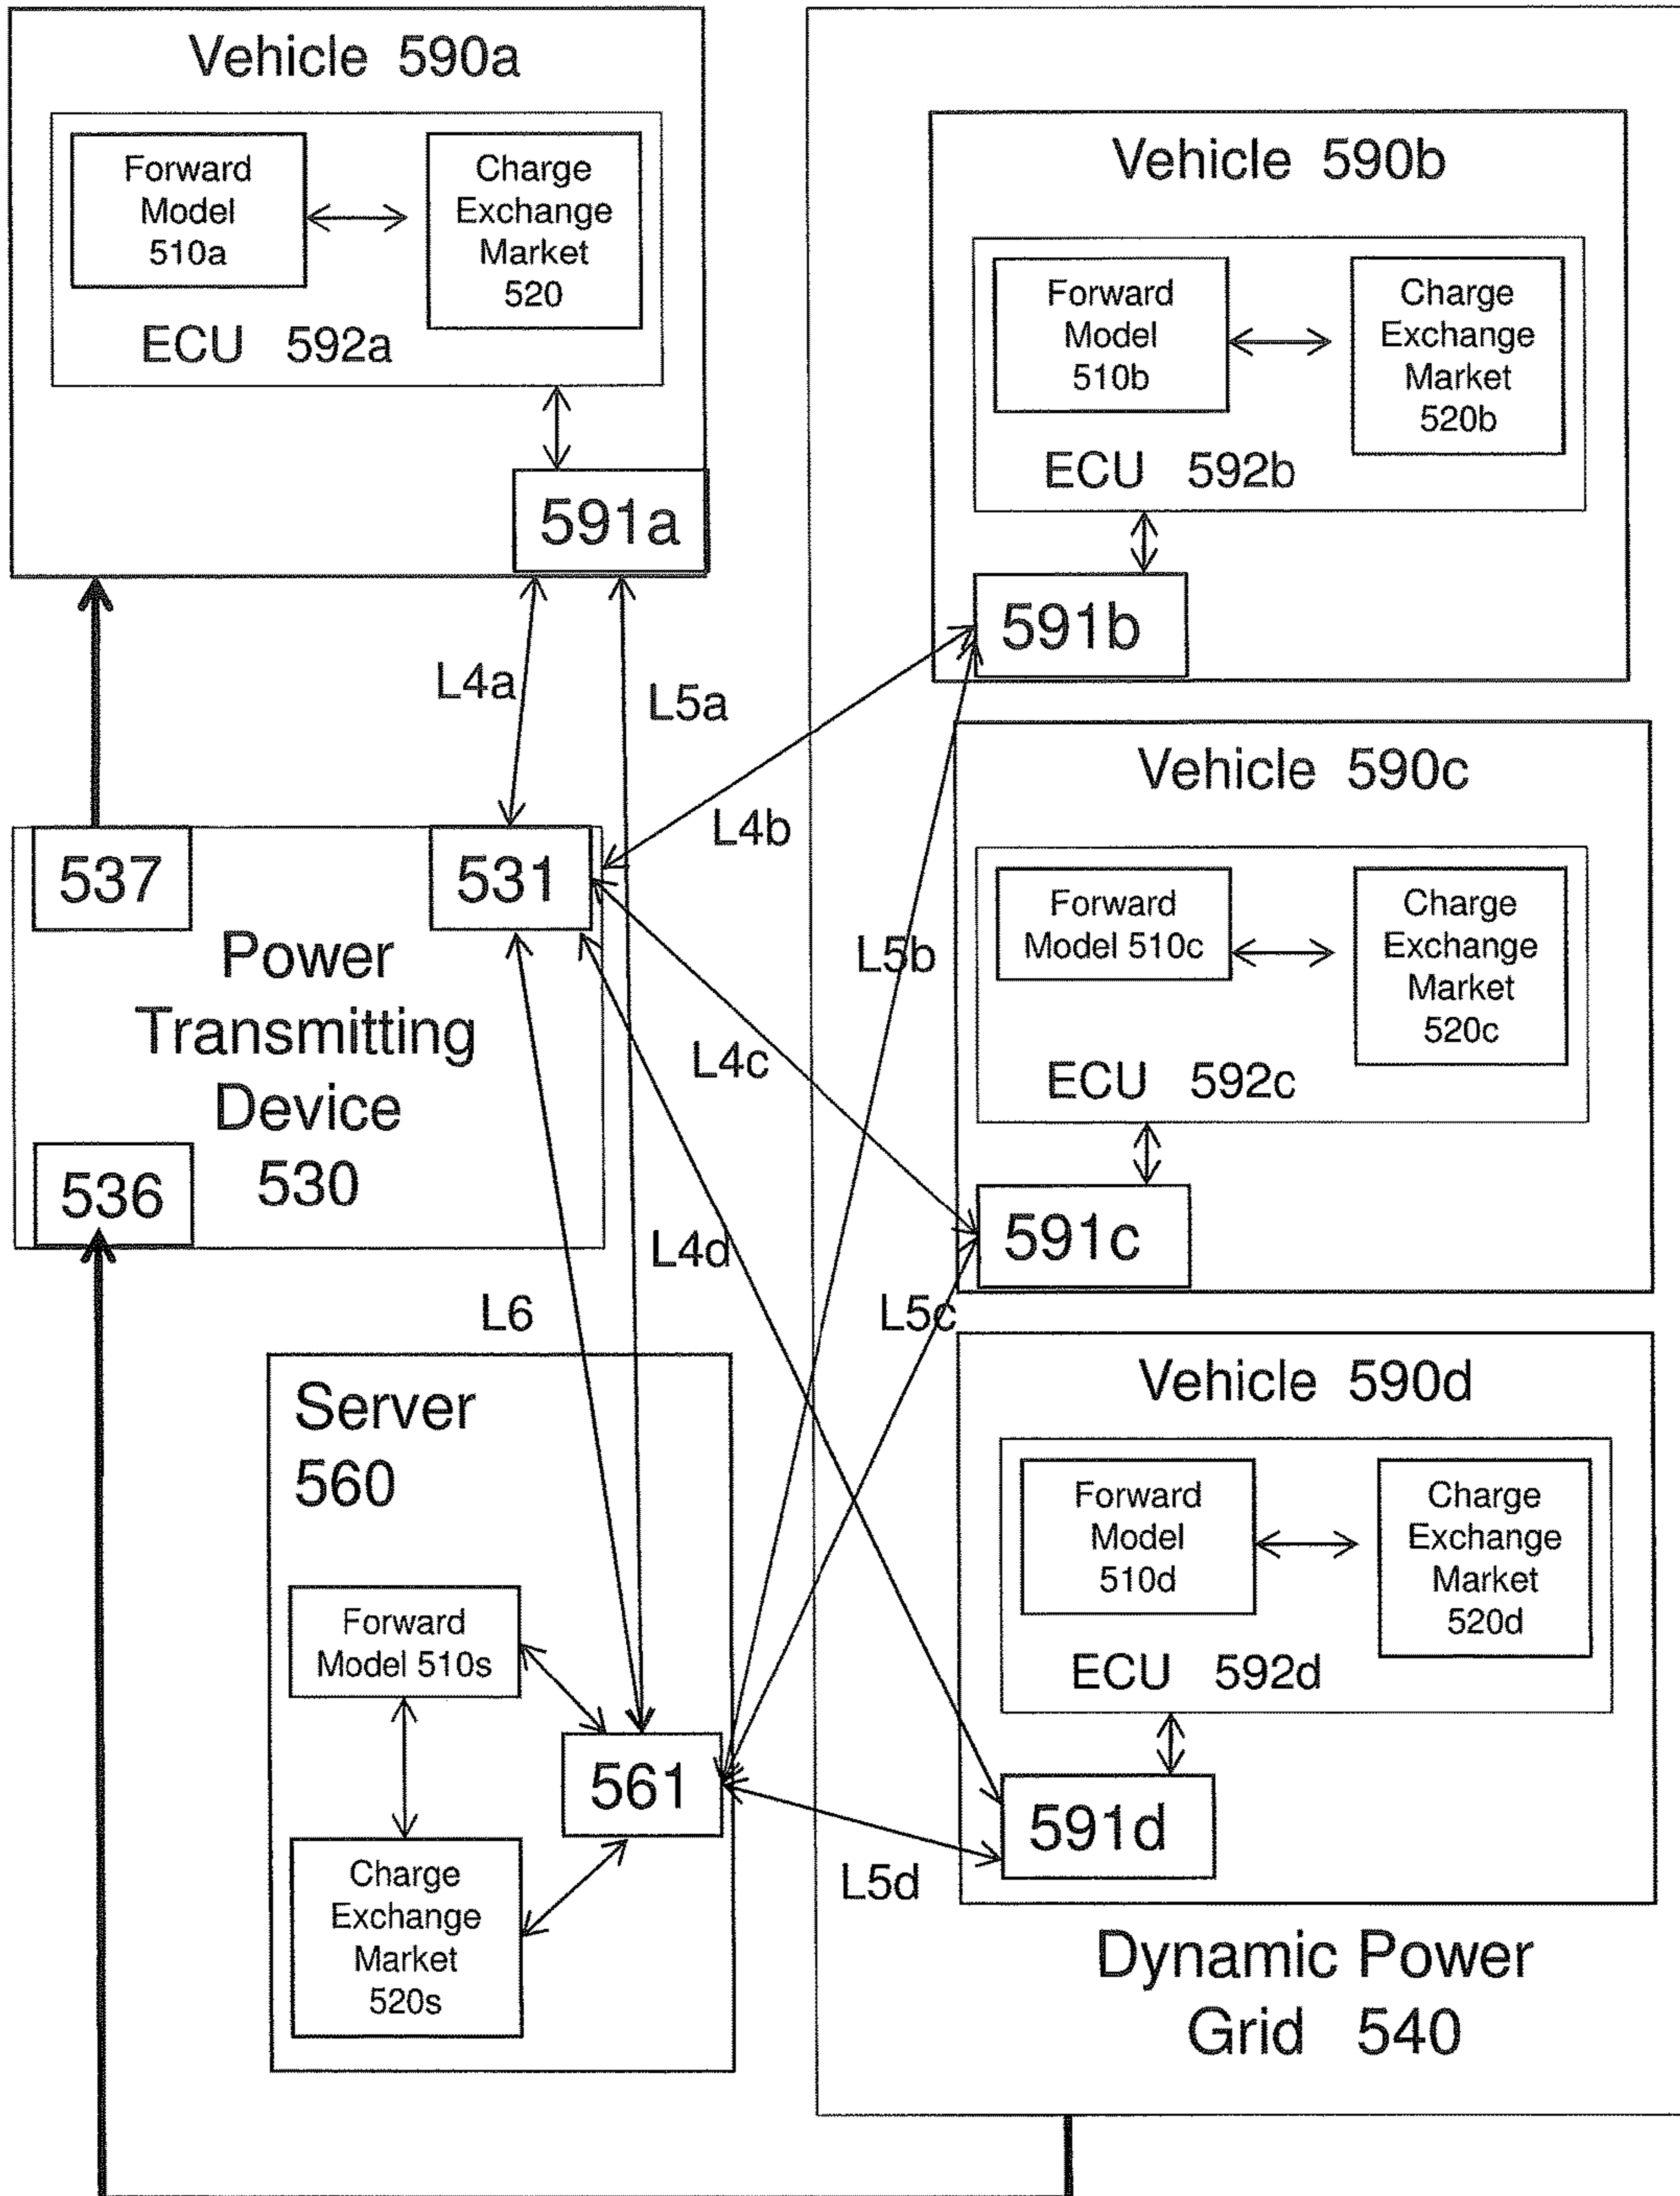 Vehicle 590a
Forward
Model
510a
Charge
Exchange
Market
520
ECU 592a
591a
L4a
L5a
537
531
Power
Transmitting
Device
530
536
L4b
L4c
L4d
L5b
L5c
L5d
L6
Server
560
Forward
Model 510s
561
Charge
Exchange
Market
520s
Vehicle 590b
Forward
Model
510b
Charge
Exchange
Market
520b
ECU 592b
591b
Vehicle 590c
Forward
Model 510c
Charge
Exchange
Market
520c
ECU 592c
591c
Vehicle 590d
Forward
Model
510d
Charge
Exchange
Market
520d
ECU 592d
591d
Dynamic Power
Grid 540